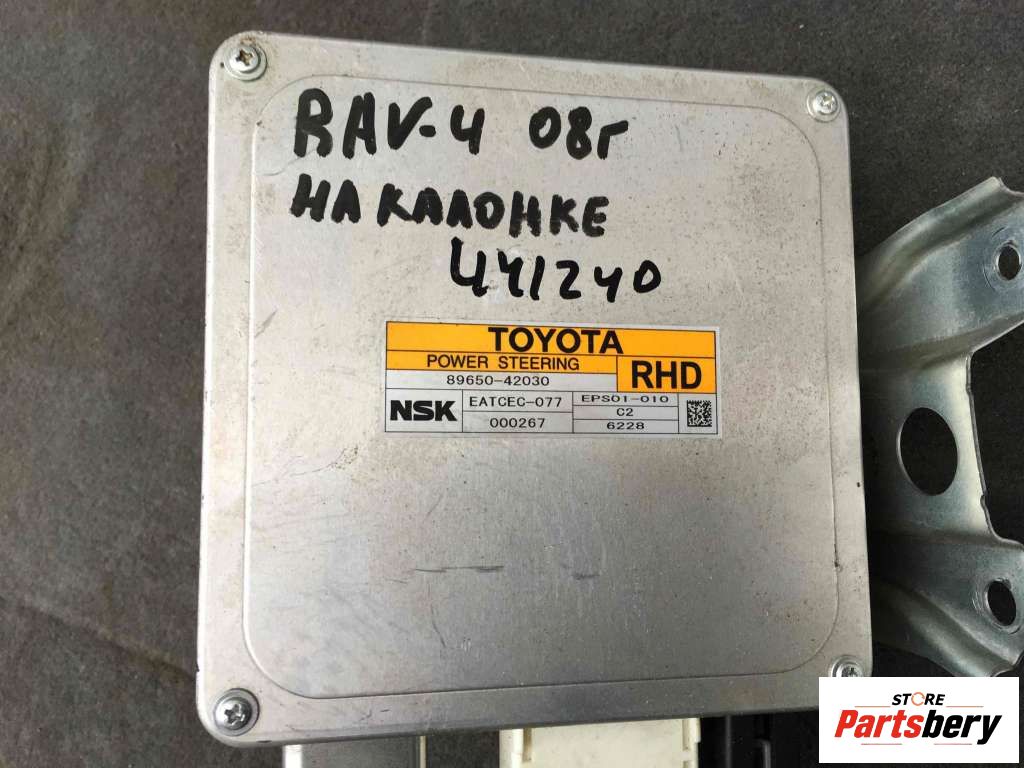 RAV-4 08г
НА КАЛОНКЕ
441240
TOYOTA
POWER STEERING
89650-42030
RHD
NSK
EATCEC-077
000267
EPS01-010
C2
6228
STORE
Partsbery